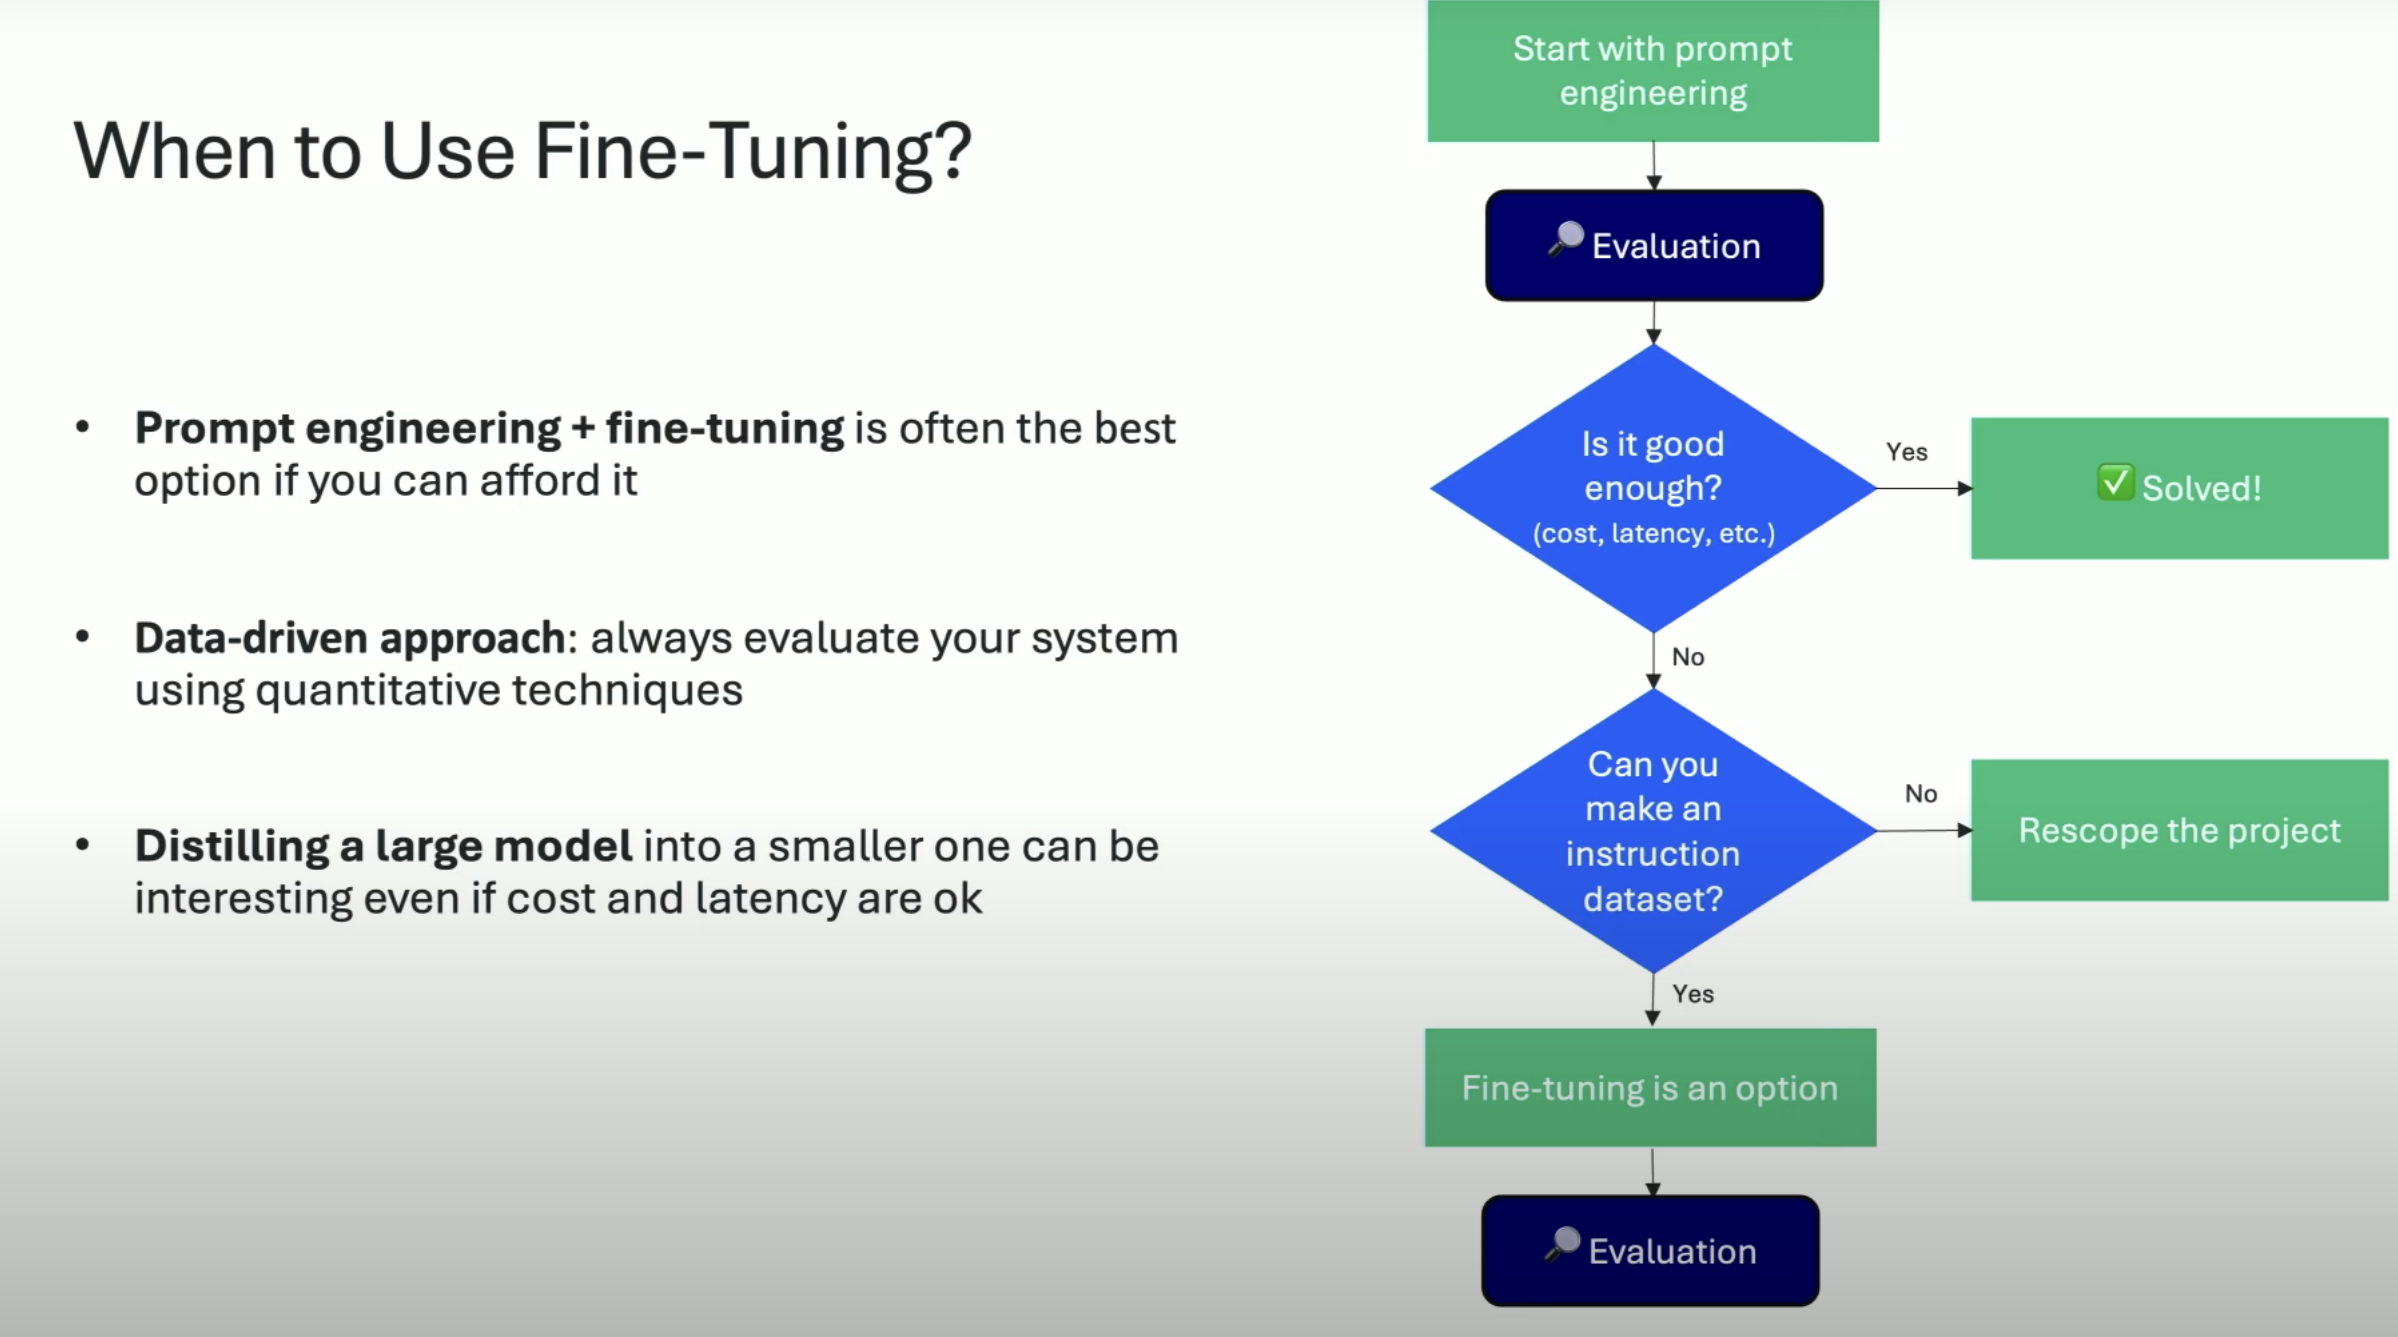 When to Use Fine-Tuning?
• Prompt engineering + fine-tuning is often the best
option if you can afford it
• Data-driven approach: always evaluate your system
using quantitative techniques
• Distilling a large model into a smaller one can be
interesting even if cost and latency are ok
Start with prompt
engineering
Evaluation
Is it good
enough?
(cost, latency, etc.)
Yes
Solved!
No
Can you
make an
instruction
dataset?
No
Rescope the project
Yes
Fine-tuning is an option
Evaluation